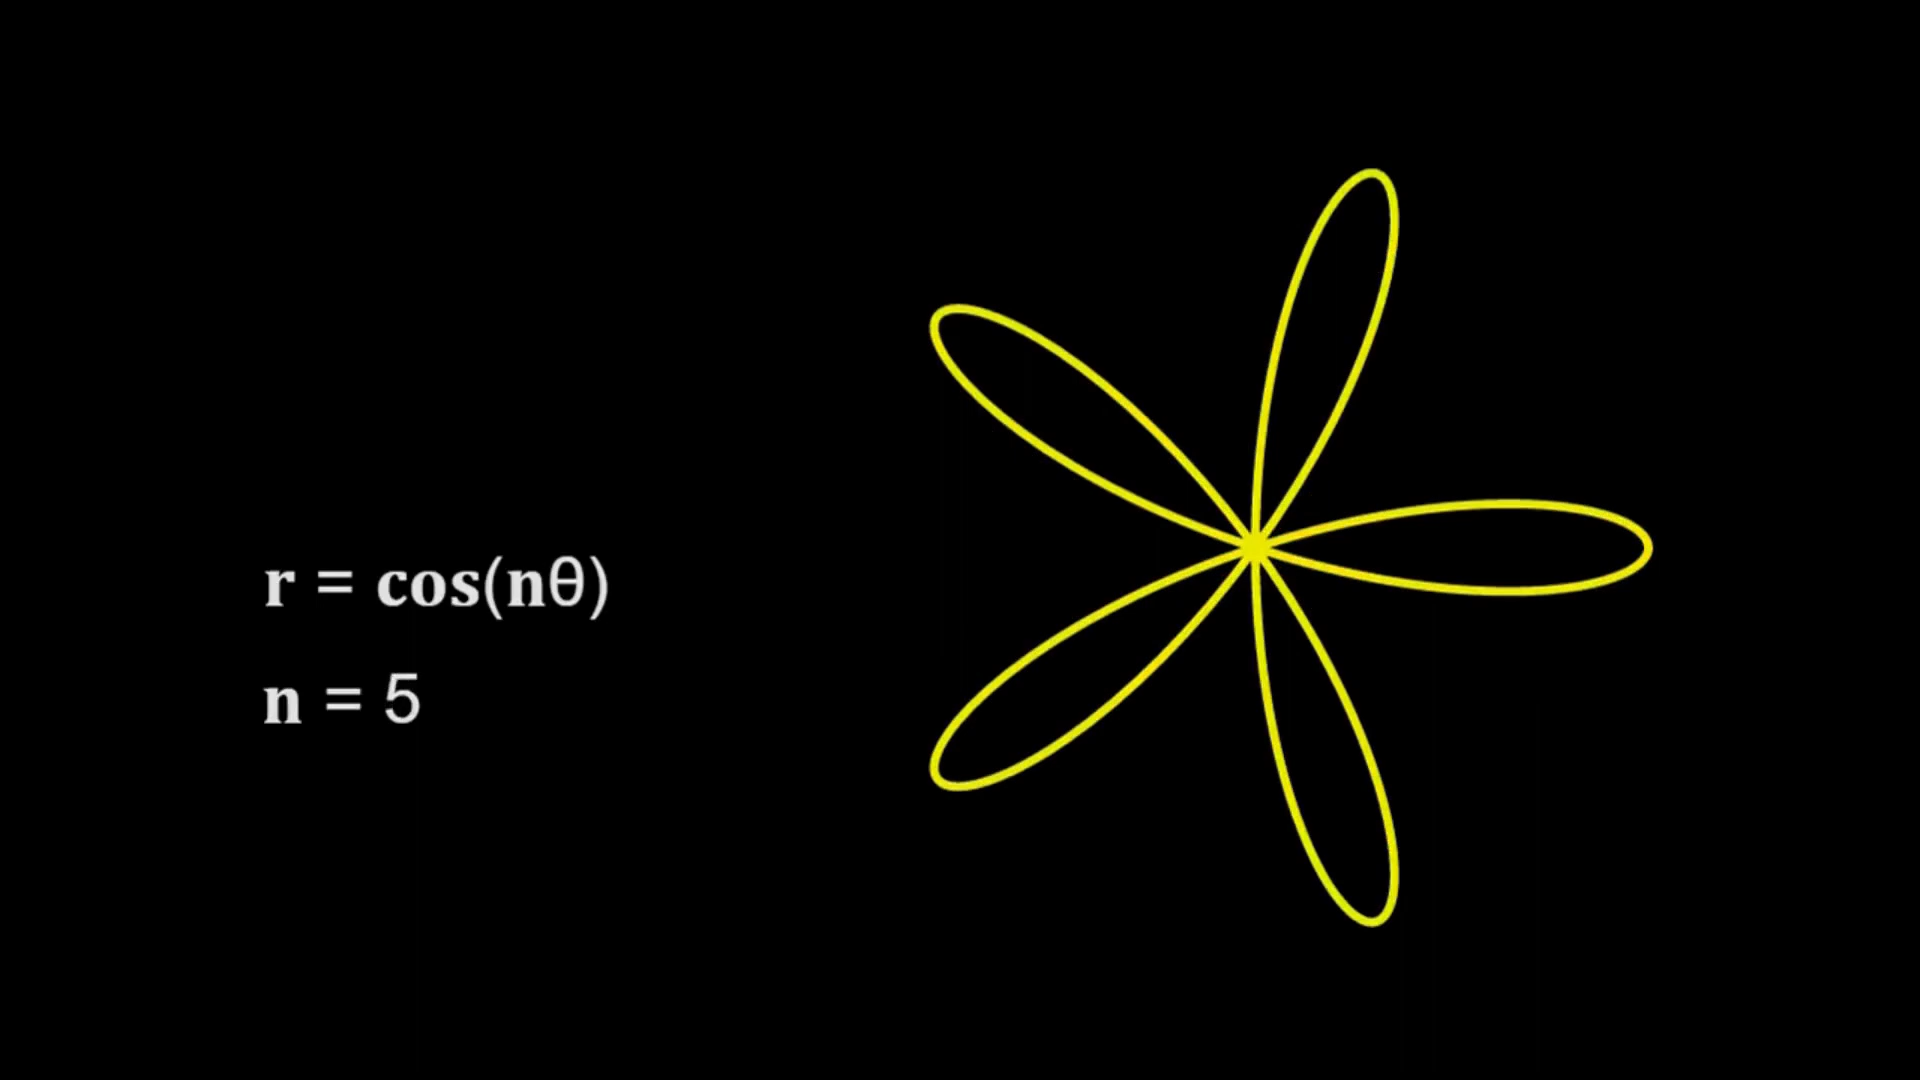 r = cos(nθ)
n = 5